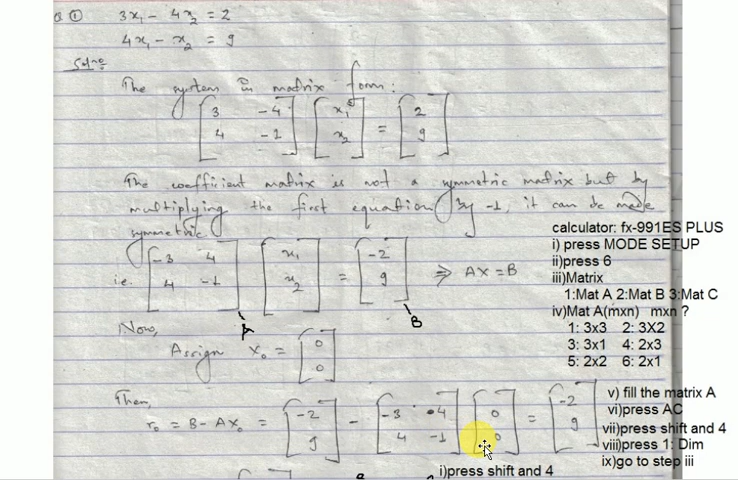 Q ① 3x₁ - 4x₂ = 2
4x₁ - x₂ = 9
Solⁿ:
The system in matrix form:
[3 -4; 4 -1] [x₁; x₂] = [2; 9]
The coefficient matrix is not a symmetric matrix but by
multiplying the first equation by -1, it can be made
symmetric
i.e. [-3 4; 4 -1] [x₁; x₂] = [-2; 9] ⇒ AX = B
A
B
Now,
Assign x₀ = [0; 0]
Then,
r₀ = B - AX₀ = [-2; 9] - [-3 4; 4 -1] [0; 0] = [-2; 9]
calculator: fx-991ES PLUS
i) press MODE SETUP
ii)press 6
iii)Matrix
1:Mat A 2:Mat B 3:Mat C
iv)Mat A(mxn) mxn ?
1: 3x3 2: 3X2
3: 3x1 4: 2x3
5: 2x2 6: 2x1
v) fill the matrix A
vi)press AC
vii)press shift and 4
viii)press 1: Dim
ix)go to step iii
i)press shift and 4